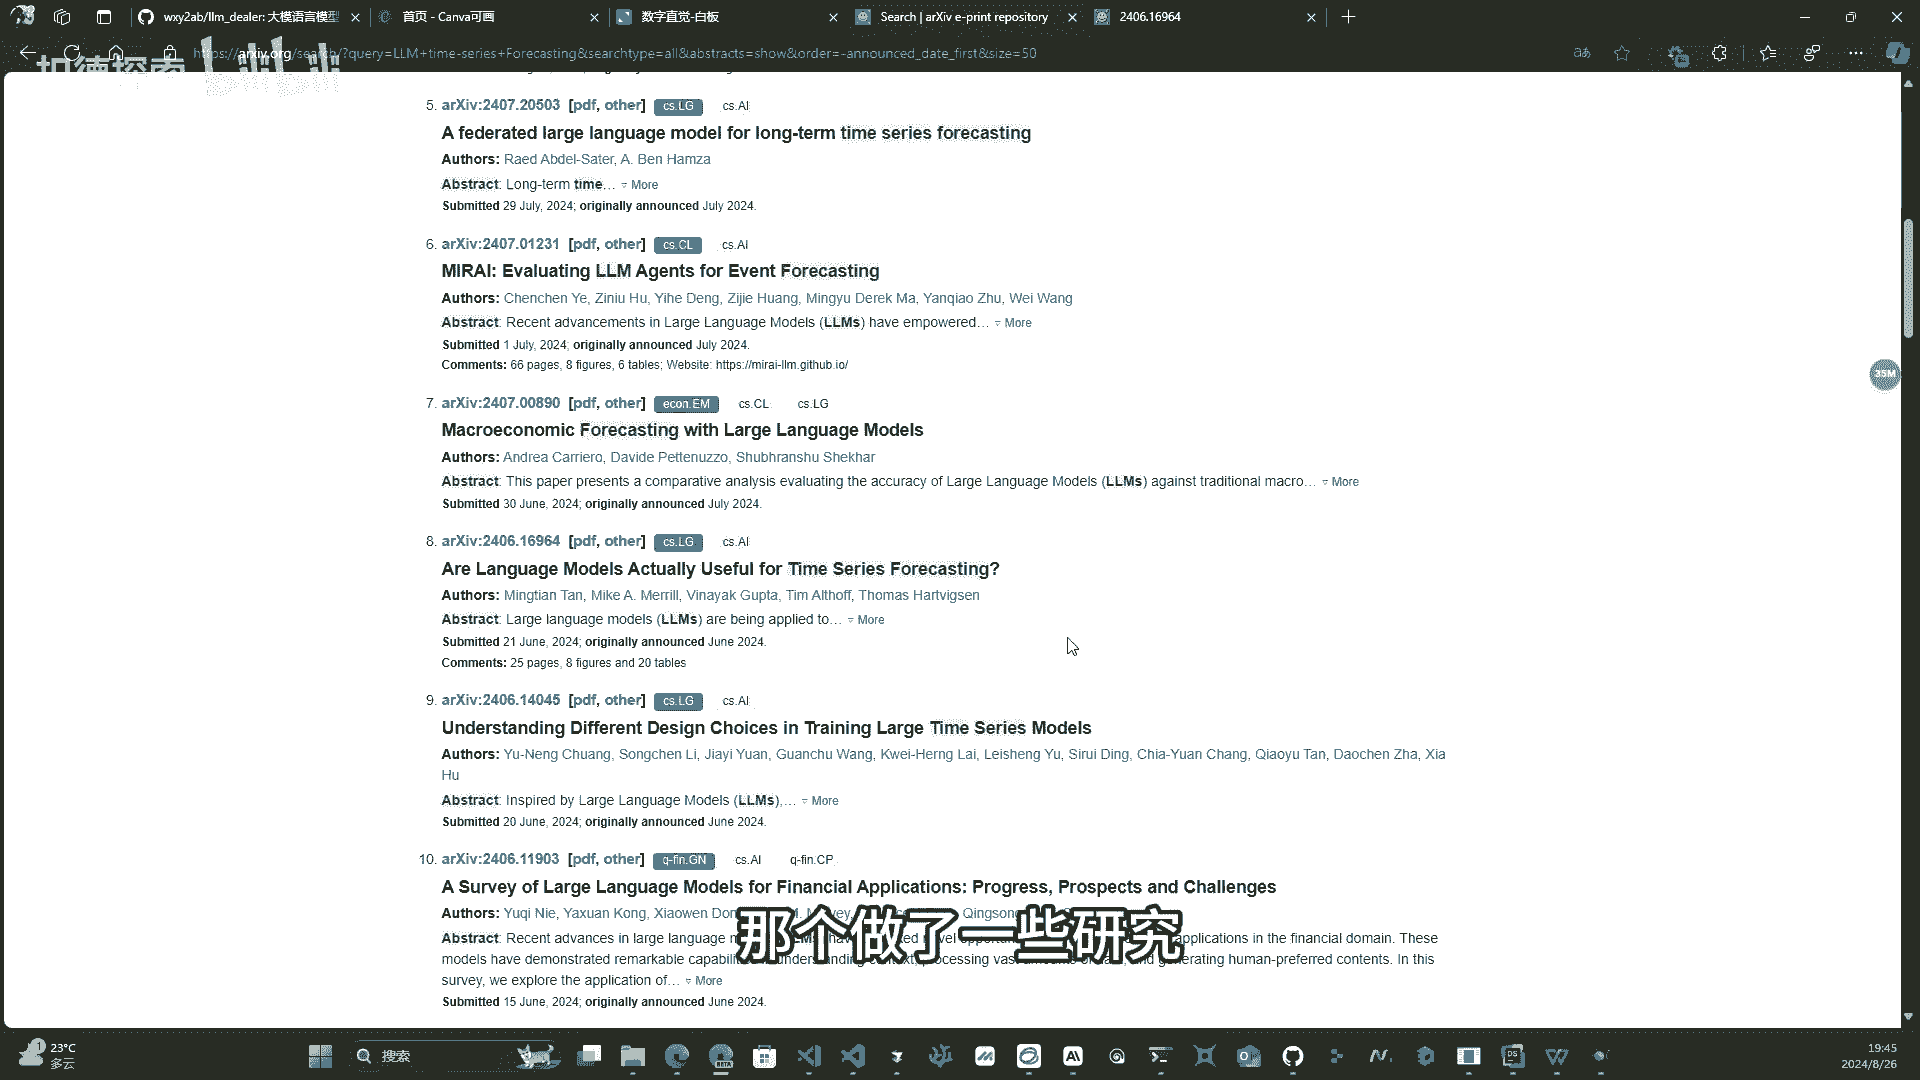 wxy2ab/llm_dealer: 大模语言模型
首页 - Canva可画
数字直觉-白板
Search | arXiv e-print repository
2406.16964
https://arxiv.org/search/?query=LLM+time-series+Forecasting&searchtype=all&abstracts=show&order=-announced_date_first&size=50
bilibili
5. arXiv:2407.20503 [pdf, other] cs.LG cs.AI
A federated large language model for long-term time series forecasting
Authors: Raed Abdel-Sater, A. Ben Hamza
Abstract: Long-term time… ▿ More
Submitted 29 July, 2024; originally announced July 2024.
6. arXiv:2407.01231 [pdf, other] cs.CL cs.AI
MIRAI: Evaluating LLM Agents for Event Forecasting
Authors: Chenchen Ye, Ziniu Hu, Yihe Deng, Zijie Huang, Mingyu Derek Ma, Yanqiao Zhu, Wei Wang
Abstract: Recent advancements in Large Language Models (LLMs) have empowered… ▿ More
Submitted 1 July, 2024; originally announced July 2024.
Comments: 66 pages, 8 figures, 6 tables; Website: https://mirai-llm.github.io/
7. arXiv:2407.00890 [pdf, other] econ.EM cs.CL cs.LG
Macroeconomic Forecasting with Large Language Models
Authors: Andrea Carriero, Davide Pettenuzzo, Shubhranshu Shekhar
Abstract: This paper presents a comparative analysis evaluating the accuracy of Large Language Models (LLMs) against traditional macro… ▿ More
Submitted 30 June, 2024; originally announced July 2024.
8. arXiv:2406.16964 [pdf, other] cs.LG cs.AI
Are Language Models Actually Useful for Time Series Forecasting?
Authors: Mingtian Tan, Mike A. Merrill, Vinayak Gupta, Tim Althoff, Thomas Hartvigsen
Abstract: Large language models (LLMs) are being applied to… ▿ More
Submitted 21 June, 2024; originally announced June 2024.
Comments: 25 pages, 8 figures and 20 tables
9. arXiv:2406.14045 [pdf, other] cs.LG cs.AI
Understanding Different Design Choices in Training Large Time Series Models
Authors: Yu-Neng Chuang, Songchen Li, Jiayi Yuan, Guanchu Wang, Kwei-Herng Lai, Leisheng Yu, Sirui Ding, Chia-Yuan Chang, Qiaoyu Tan, Daochen Zha, Xia
Hu
Abstract: Inspired by Large Language Models (LLMs),… ▿ More
Submitted 20 June, 2024; originally announced June 2024.
10. arXiv:2406.11903 [pdf, other] q-fin.GN cs.AI q-fin.CP
A Survey of Large Language Models for Financial Applications: Progress, Prospects and Challenges
Authors: Yuqi Nie, Yaxuan Kong, Xiaowen
Abstract: Recent advances in large language applications in the financial domain. These
models have demonstrated remarkable understanding context, processing vast and generating human-preferred contents. In this
survey, we explore the application of… ▿ More
Submitted 15 June, 2024; originally announced June 2024.
那个做了一些研究
35M
23°C
多云
搜索
19:45
2024/8/26